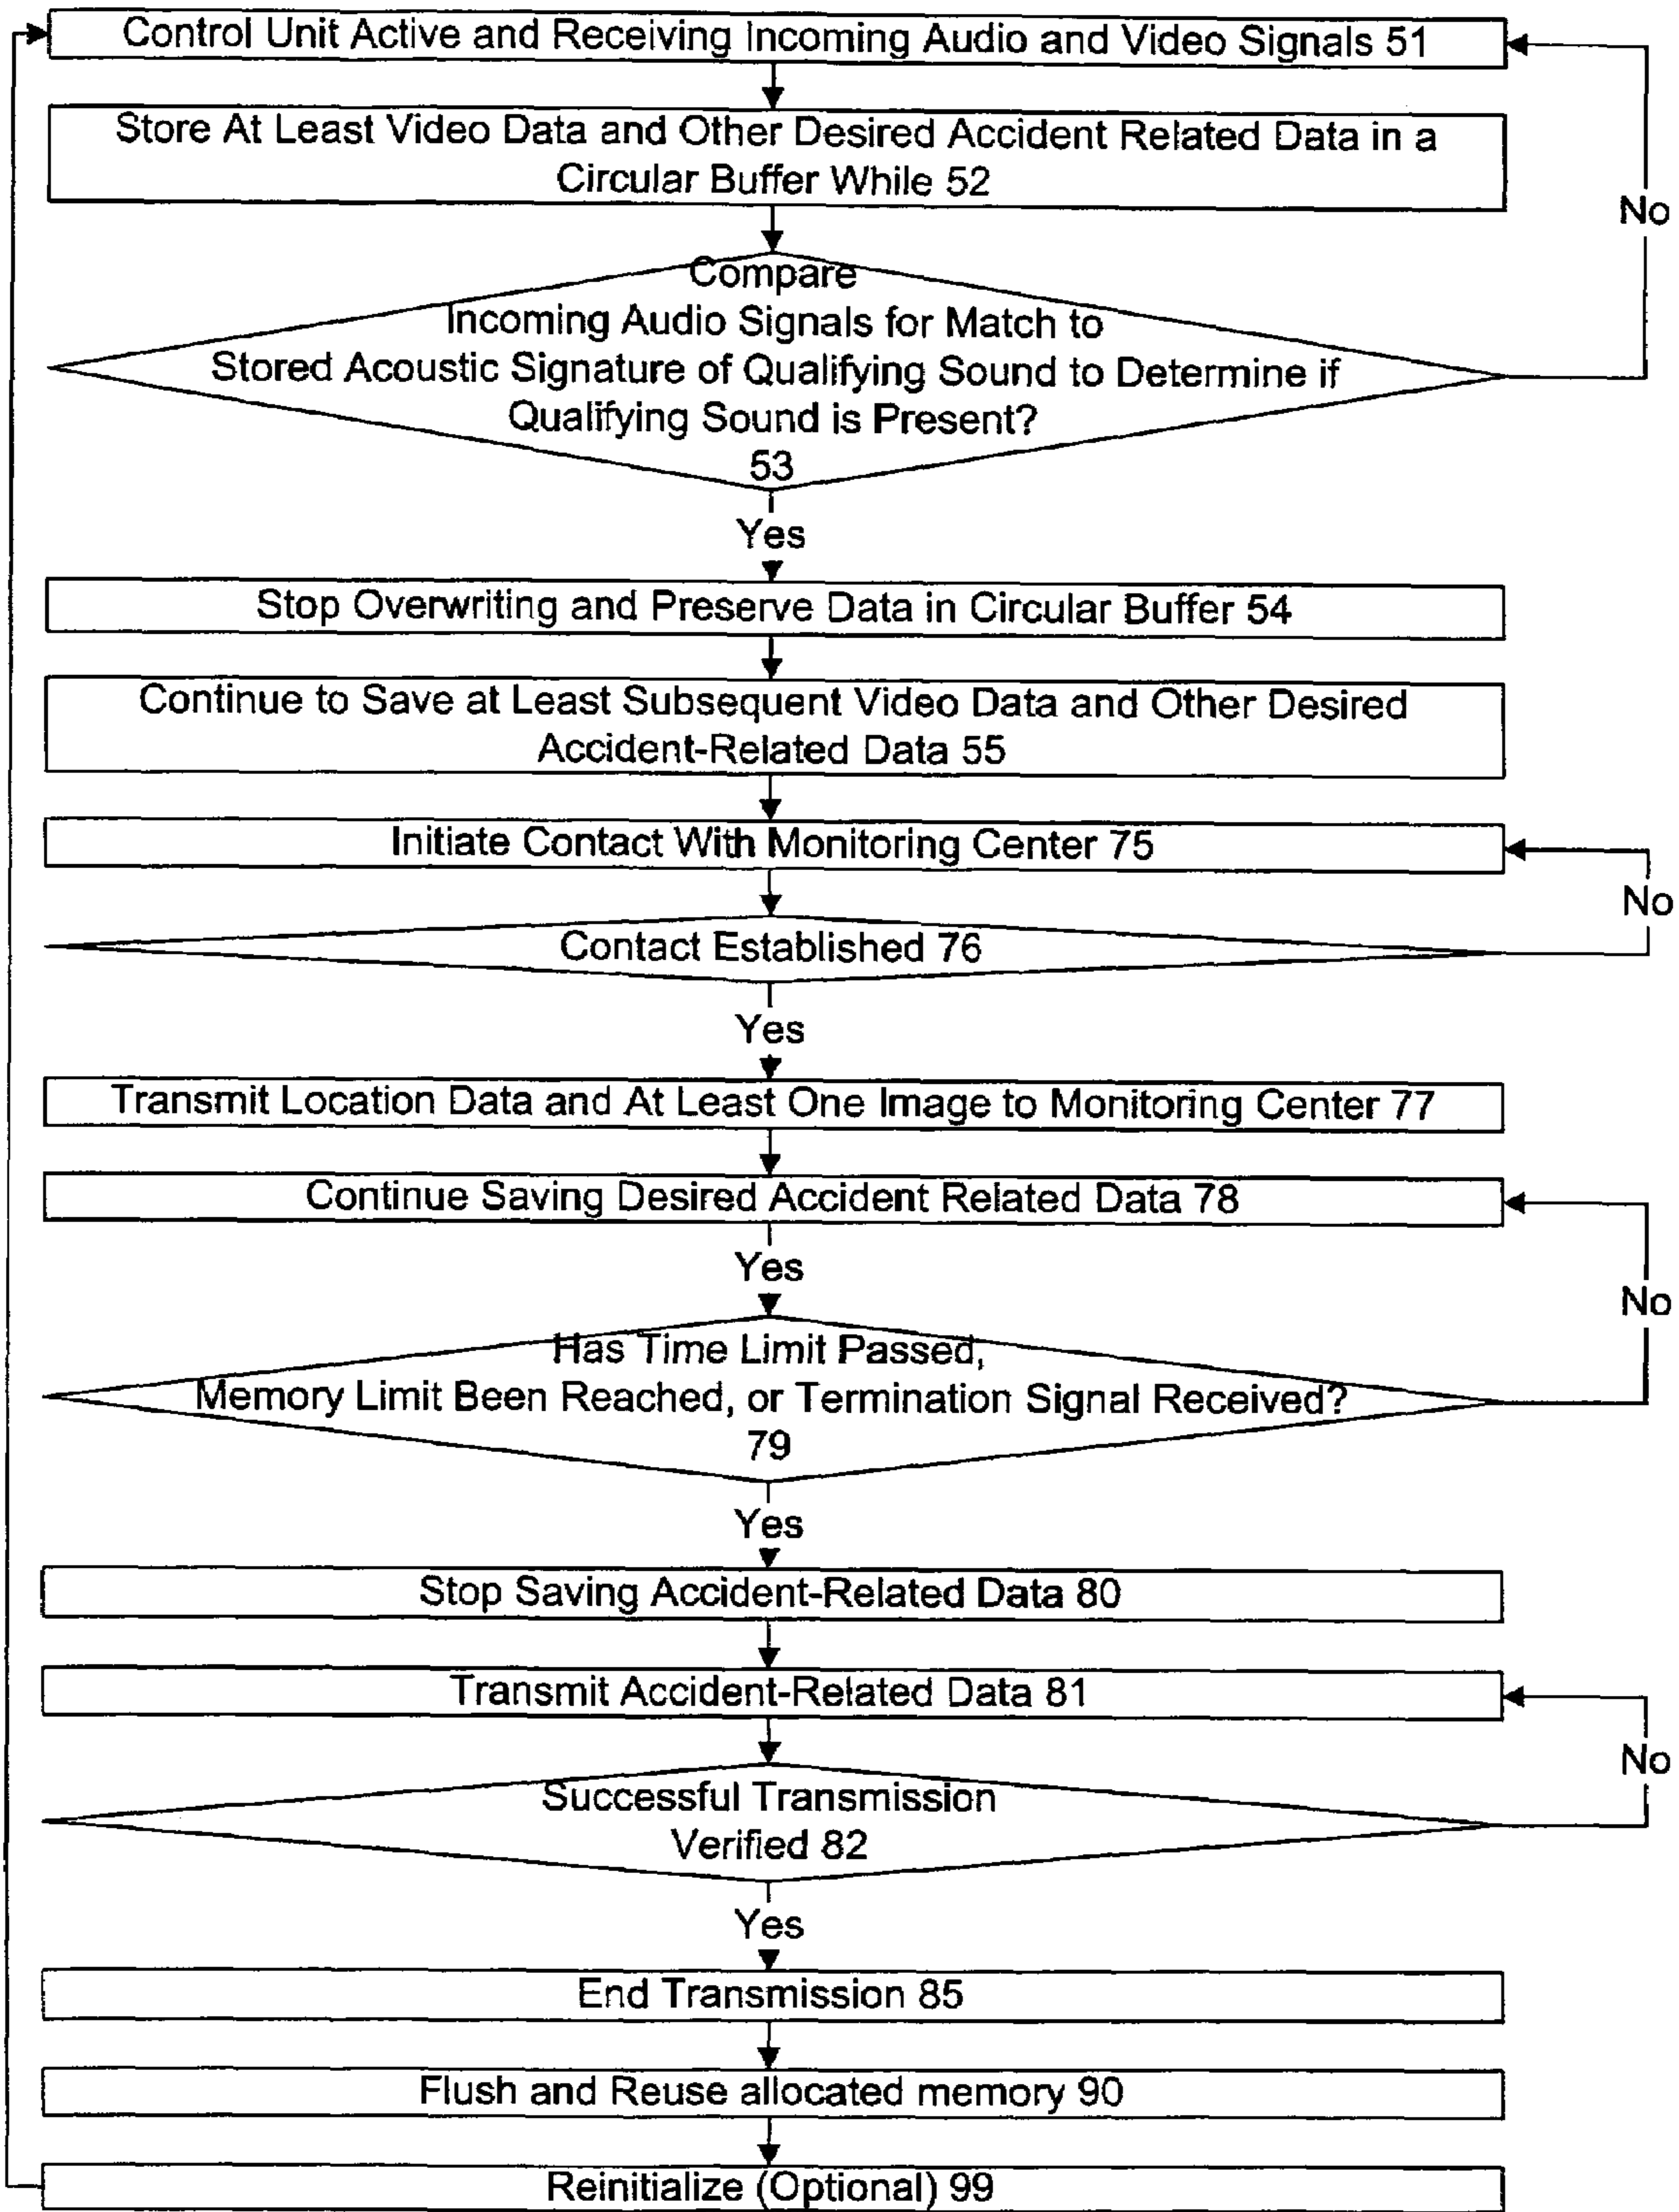 Control Unit Active and Receiving Incoming Audio and Video Signals 51
Store At Least Video Data and Other Desired Accident Related Data in a
Circular Buffer While 52
No
Compare
Incoming Audio Signals for Match to
Stored Acoustic Signature of Qualifying Sound to Determine if
Qualifying Sound is Present?
53
Yes
Stop Overwriting and Preserve Data in Circular Buffer 54
Continue to Save at Least Subsequent Video Data and Other Desired
Accident-Related Data 55
Initiate Contact With Monitoring Center 75
No
Contact Established 76
Yes
Transmit Location Data and At Least One Image to Monitoring Center 77
Continue Saving Desired Accident Related Data 78
Yes
No
Has Time Limit Passed,
Memory Limit Been Reached, or Termination Signal Received?
79
Yes
Stop Saving Accident-Related Data 80
Transmit Accident-Related Data 81
No
Successful Transmission
Verified 82
Yes
End Transmission 85
Flush and Reuse allocated memory 90
Reinitialize (Optional) 99